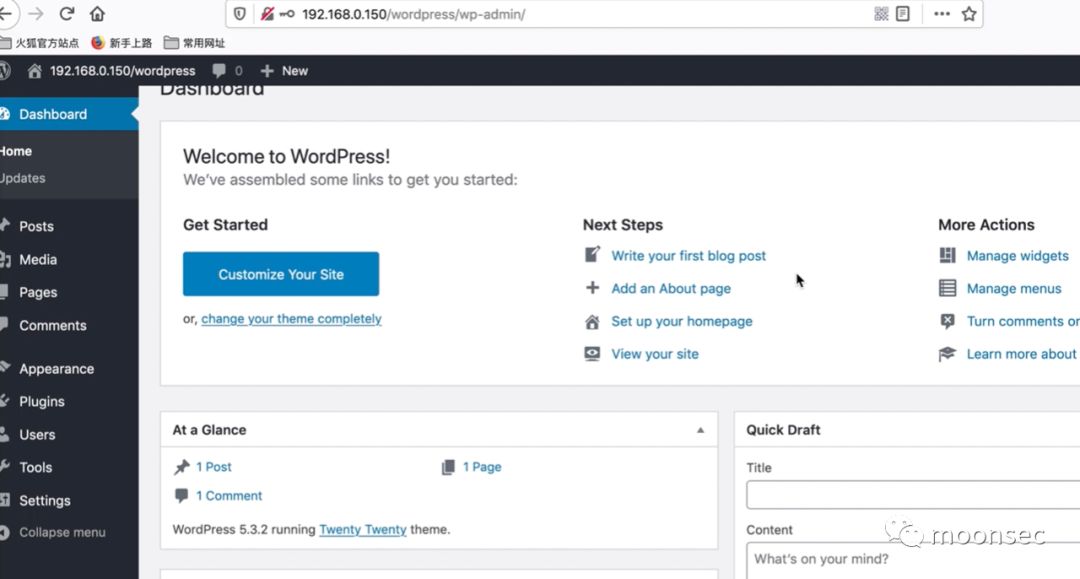 192.168.0.150/wordpress/wp-admin/
火狐官方站点 新手上路 常用网址
192.168.0.150/wordpress 0 New
Dashboard
Dashboard
Home
Updates
Posts
Media
Pages
Comments
Appearance
Plugins
Users
Tools
Settings
Collapse menu
Welcome to WordPress!
We've assembled some links to get you started:
Get Started
Customize Your Site
or, change your theme completely
Next Steps
Write your first blog post
Add an About page
Set up your homepage
View your site
More Actions
Manage widgets
Manage menus
Turn comments or
Learn more about
At a Glance
1 Post
1 Page
1 Comment
WordPress 5.3.2 running Twenty Twenty theme.
Quick Draft
Title
Content
What's on your mind?
moonsec